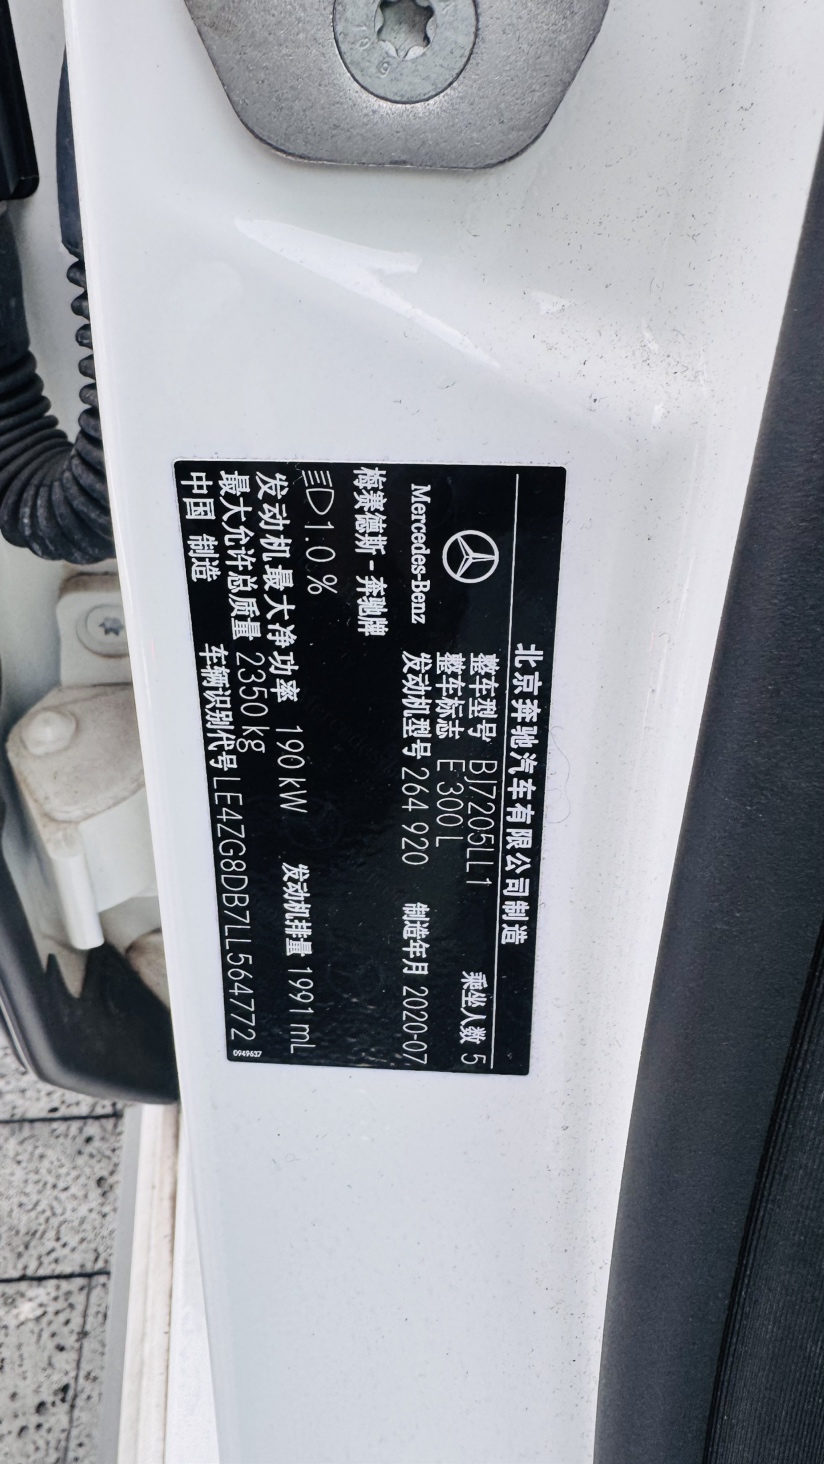 北京奔驰汽车有限公司制造
Mercedes-Benz
整车型号 BJ7205LL1 乘坐人数 5
整车标志 E 300 L
发动机型号 264 920 制造年月 2020-07
梅赛德斯-奔驰牌
1.0 %
发动机最大净功率 190 kW 发动机排量 1991 mL
最大允许总质量 2350 kg
中国 制造 车辆识别代号 LE4ZG8DB7LL564772
0949637